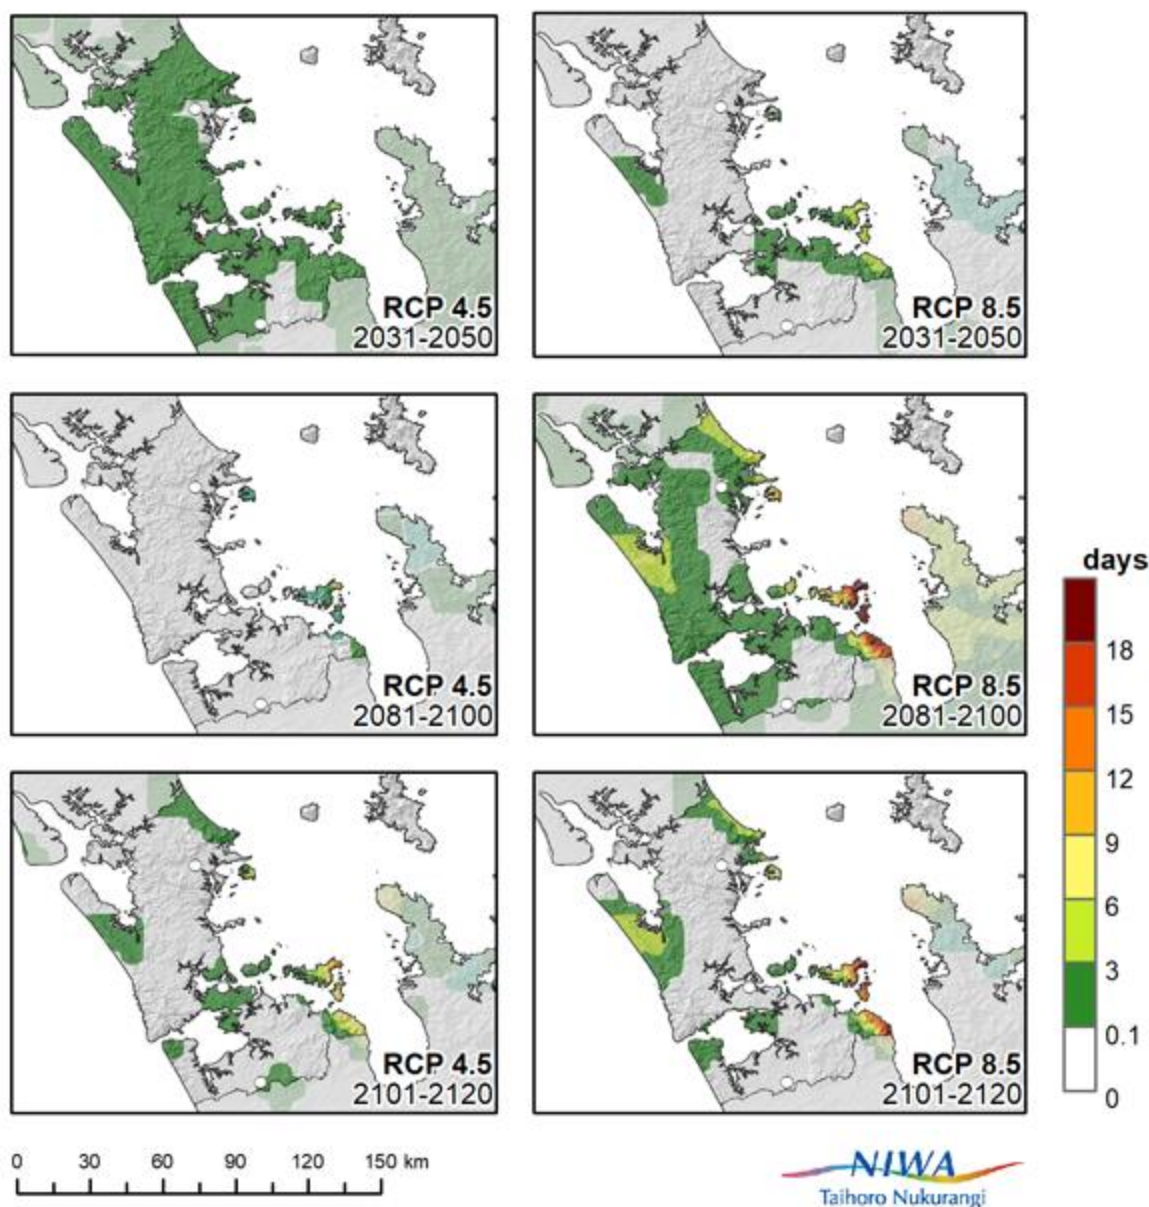 RCP 4.5
2031-2050
RCP 8.5
2031-2050
RCP 4.5
2081-2100
RCP 8.5
2081-2100
RCP 4.5
2101-2120
RCP 8.5
2101-2120
days
18
15
12
9
6
3
0.1
0
0 30 60 90 120 150 km
NIWA
Taihoro Nukurangi